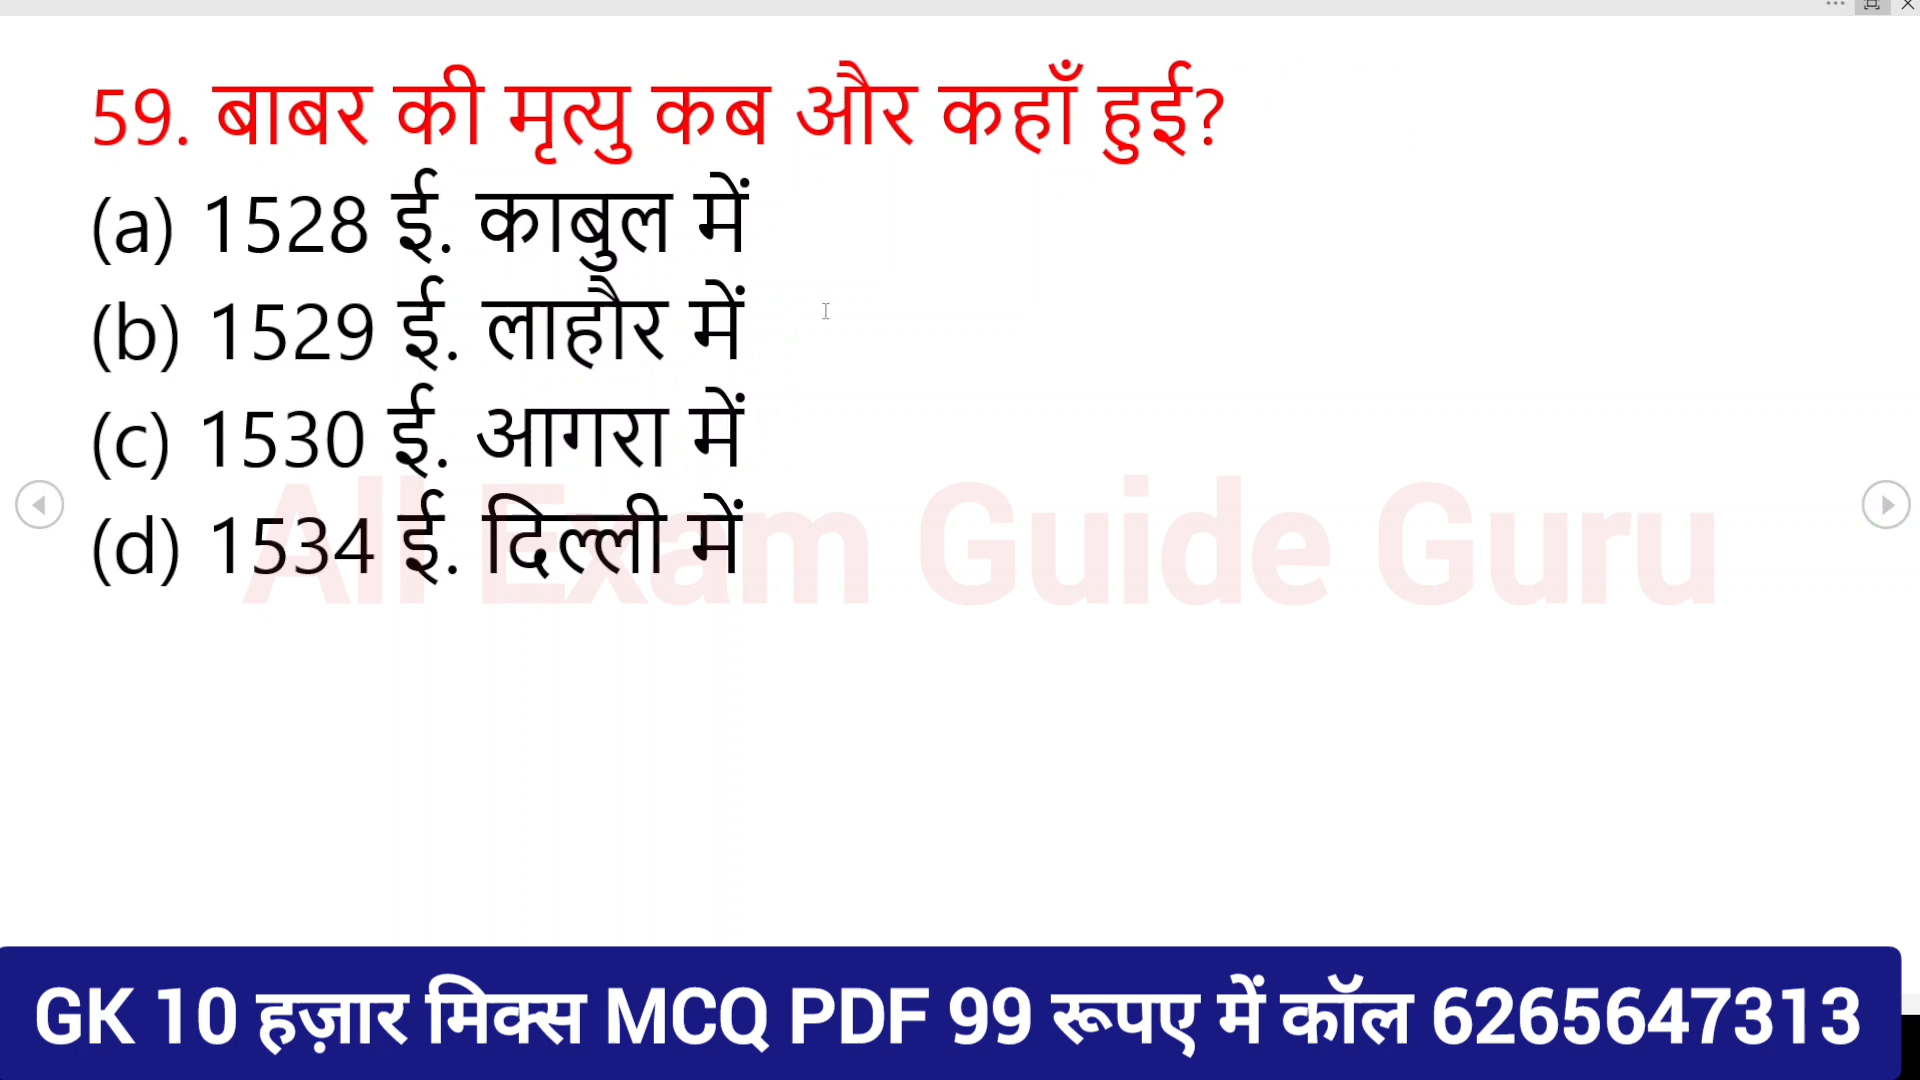 59. बाबर की मृत्यु कब और कहाँ हुई?
(a) 1528 ई. काबुल में
(b) 1529 ई. लाहौर में
(c) 1530 ई. आगरा में
(d) 1534 ई. दिल्ली में
All Exam Guide Guru
GK 10 हज़ार मिक्स MCQ PDF 99 रूपए में कॉल 6265647313